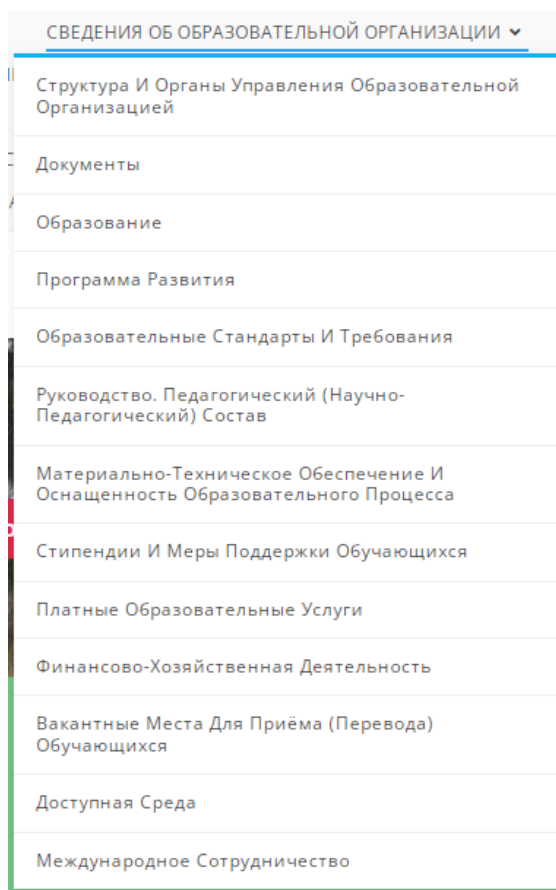 СВЕДЕНИЯ ОБ ОБРАЗОВАТЕЛЬНОЙ ОРГАНИЗАЦИИ
Структура И Органы Управления Образовательной
Организацией
Документы
Образование
Программа Развития
Образовательные Стандарты И Требования
Руководство. Педагогический (Научно-
Педагогический) Состав
Материально-Техническое Обеспечение И
Оснащенность Образовательного Процесса
Стипендии И Меры Поддержки Обучающихся
Платные Образовательные Услуги
Финансово-Хозяйственная Деятельность
Вакантные Места Для Приёма (Перевода)
Обучающихся
Доступная Среда
Международное Сотрудничество